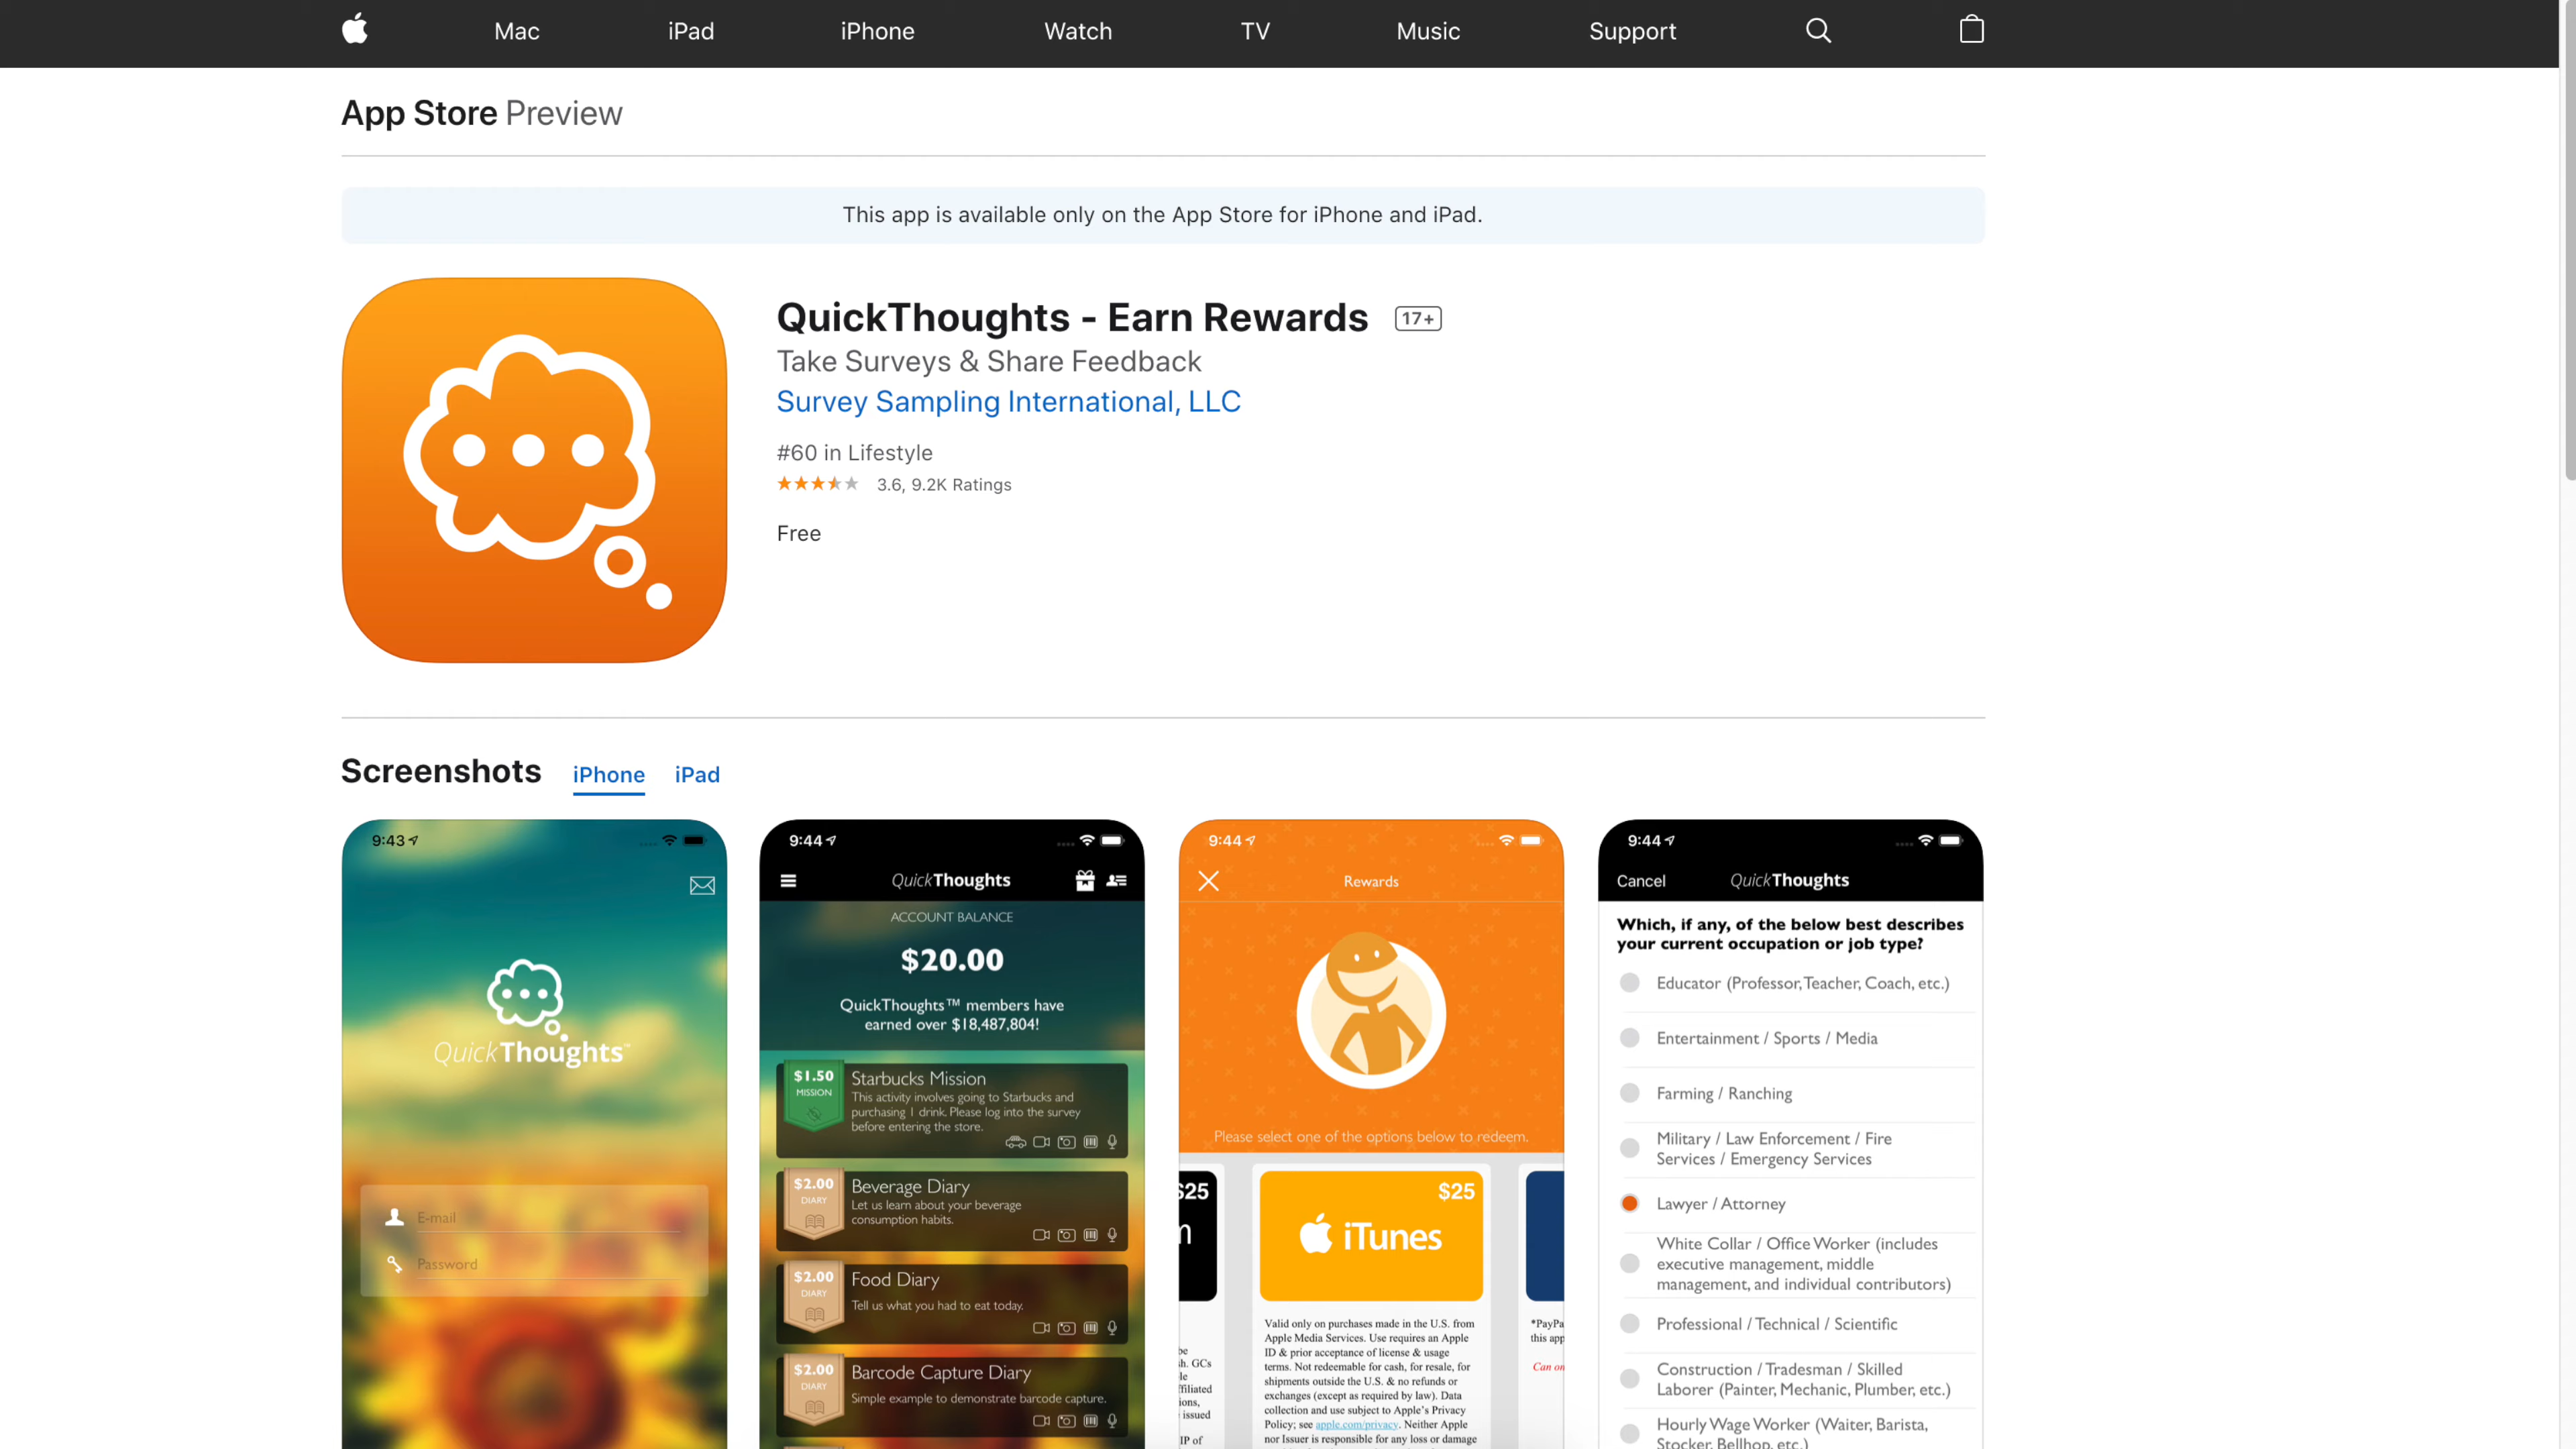 Mac iPad iPhone Watch TV Music Support
App Store Preview
This app is available only on the App Store for iPhone and iPad.
QuickThoughts - Earn Rewards 17+
Take Surveys & Share Feedback
Survey Sampling International, LLC
#60 in Lifestyle
3.6, 9.2K Ratings
Free
Screenshots iPhone iPad
9:43
QuickThoughts™
E-mail
Password
9:44
QuickThoughts
ACCOUNT BALANCE
$20.00
QuickThoughts™ members have
earned over $18,487,804!
$1.50
MISSION
Starbucks Mission
This activity involves going to Starbucks and
purchasing 1 drink. Please log into the survey
before entering the store.
$2.00
DIARY
Beverage Diary
Let us learn about your beverage
consumption habits.
$2.00
DIARY
Food Diary
Tell us what you had to eat today.
$2.00
DIARY
Barcode Capture Diary
Simple example to demonstrate barcode capture.
9:44
Rewards
Please select one of the options below to redeem.
$25
$25
iTunes
Valid only on purchases made in the U.S. from
Apple Media Services. Use requires an Apple
ID & prior acceptance of license & usage
terms. Not redeemable for cash, for resale, for
shipments outside the U.S. & no refunds or
exchanges (except as required by law). Data
collection and use subject to Apple's Privacy
Policy; see apple.com/privacy. Neither Apple
nor Issuer is responsible for any loss or damage
*PayPa
this app
Can on
9:44
Cancel QuickThoughts
Which, if any, of the below best describes
your current occupation or job type?
Educator (Professor, Teacher, Coach, etc.)
Entertainment / Sports / Media
Farming / Ranching
Military / Law Enforcement / Fire
Services / Emergency Services
Lawyer / Attorney
White Collar / Office Worker (includes
executive management, middle
management, and individual contributors)
Professional / Technical / Scientific
Construction / Tradesman / Skilled
Laborer (Painter, Mechanic, Plumber, etc.)
Hourly Wage Worker (Waiter, Barista,
Stocker, Bellhop, etc.)